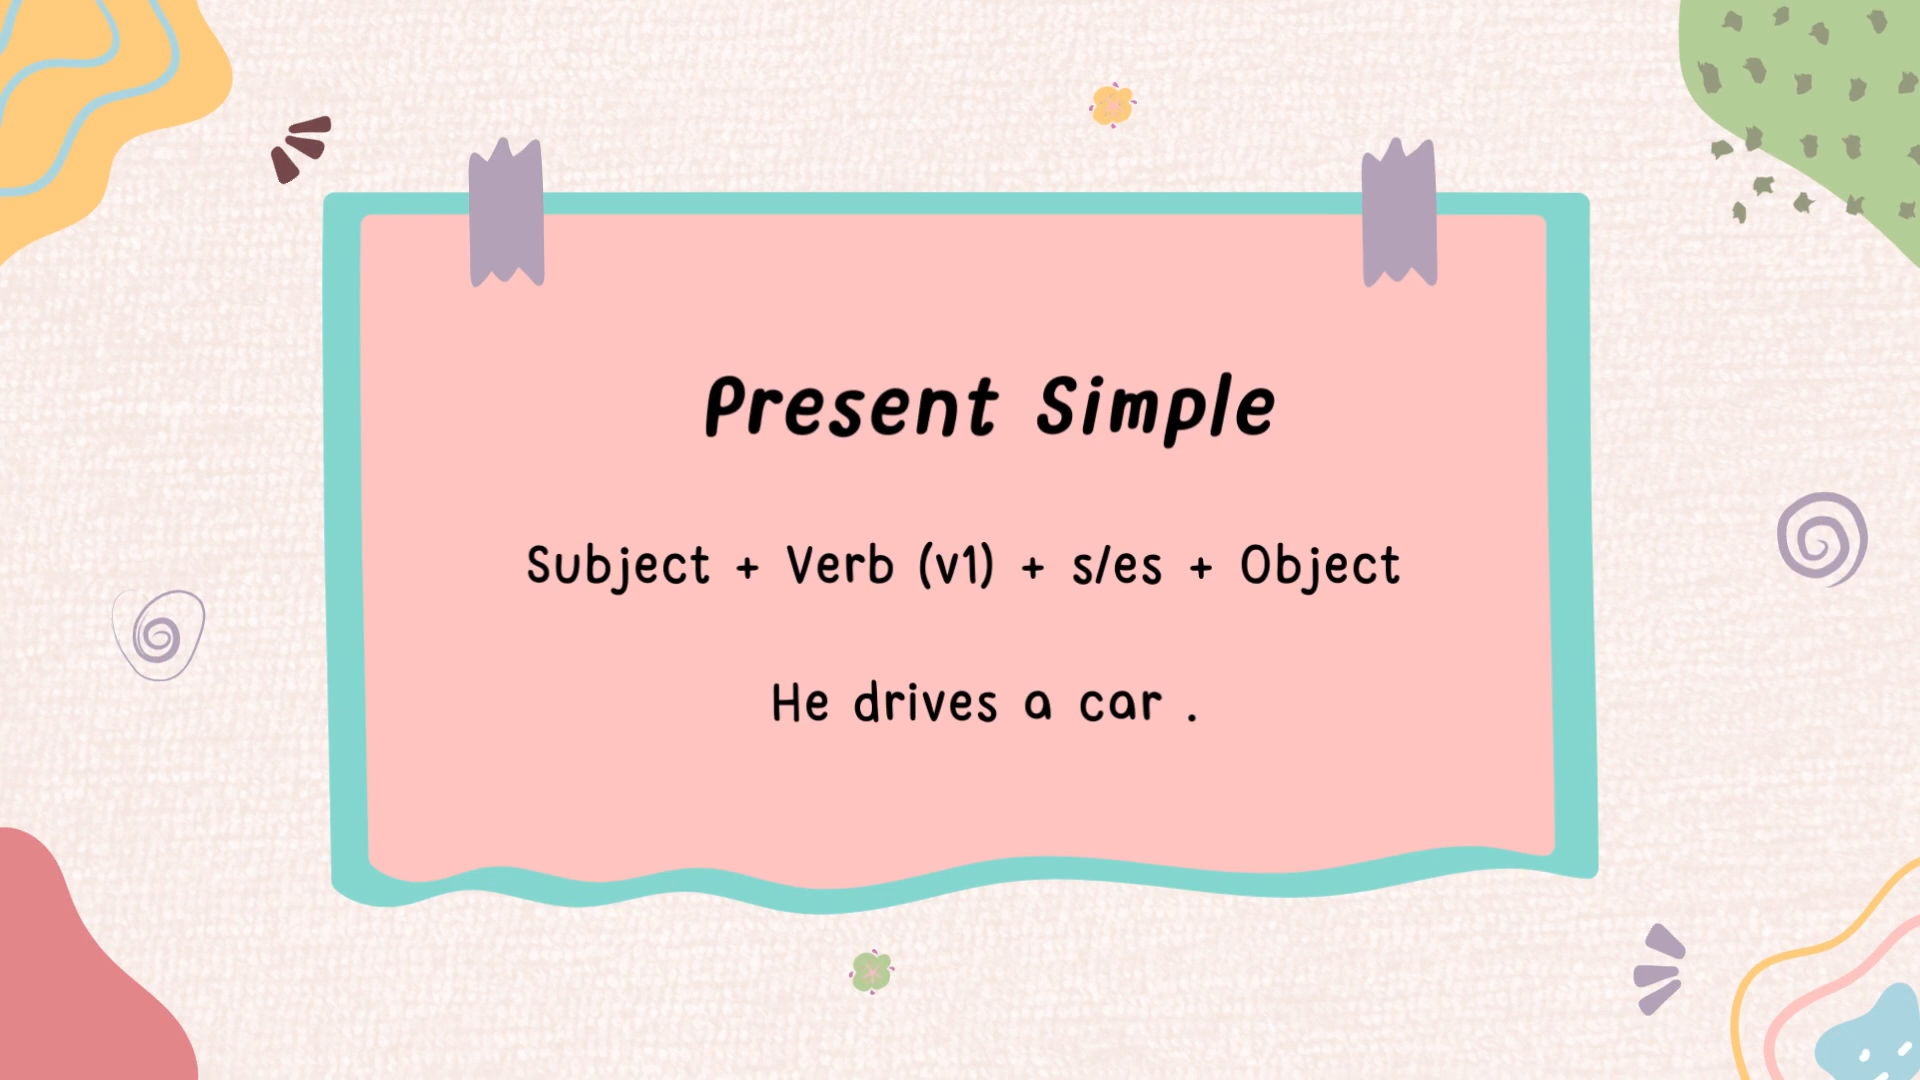 Present Simple
Subject + Verb (v1) + s/es + Object
He drives a car .